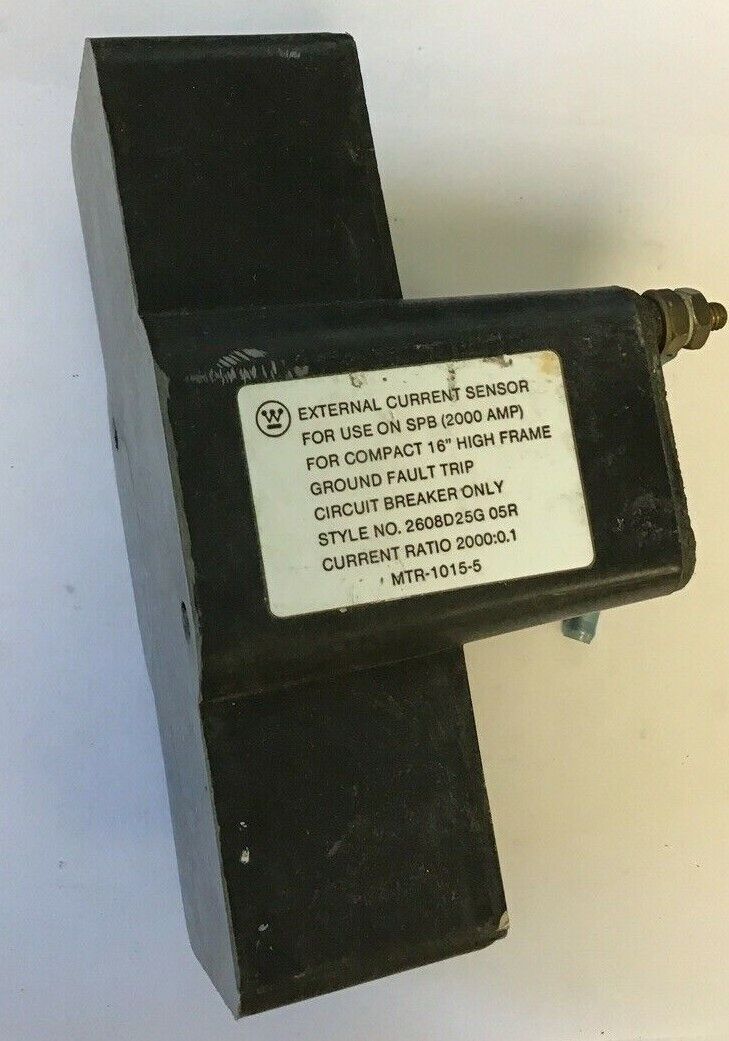 W EXTERNAL CURRENT SENSOR
FOR USE ON SPB (2000 AMP)
FOR COMPACT 16" HIGH FRAME
GROUND FAULT TRIP
CIRCUIT BREAKER ONLY
STYLE NO. 2608D25G 05R
CURRENT RATIO 2000:0.1
MTR-1015-5